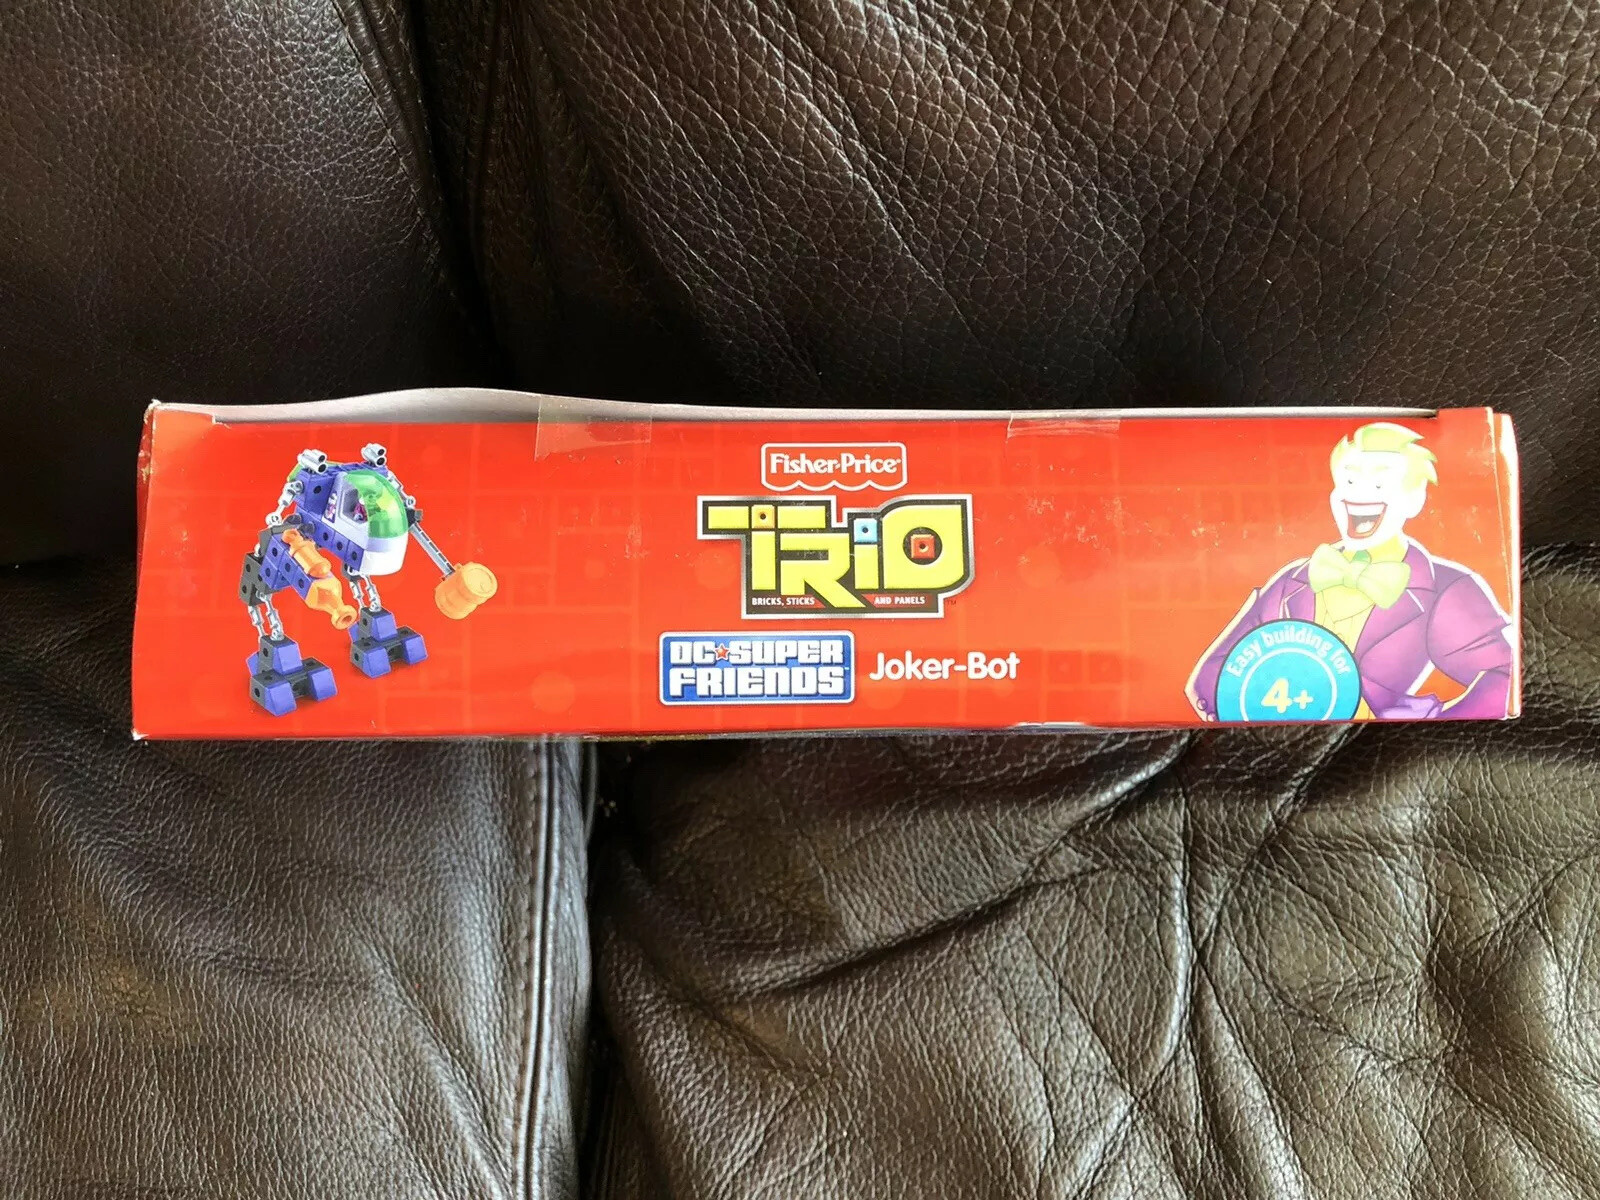 Fisher-Price
TRIO
BRICKS, STICKS AND PANELS
DC SUPER
FRIENDS
Joker-Bot
Easy building for
4+